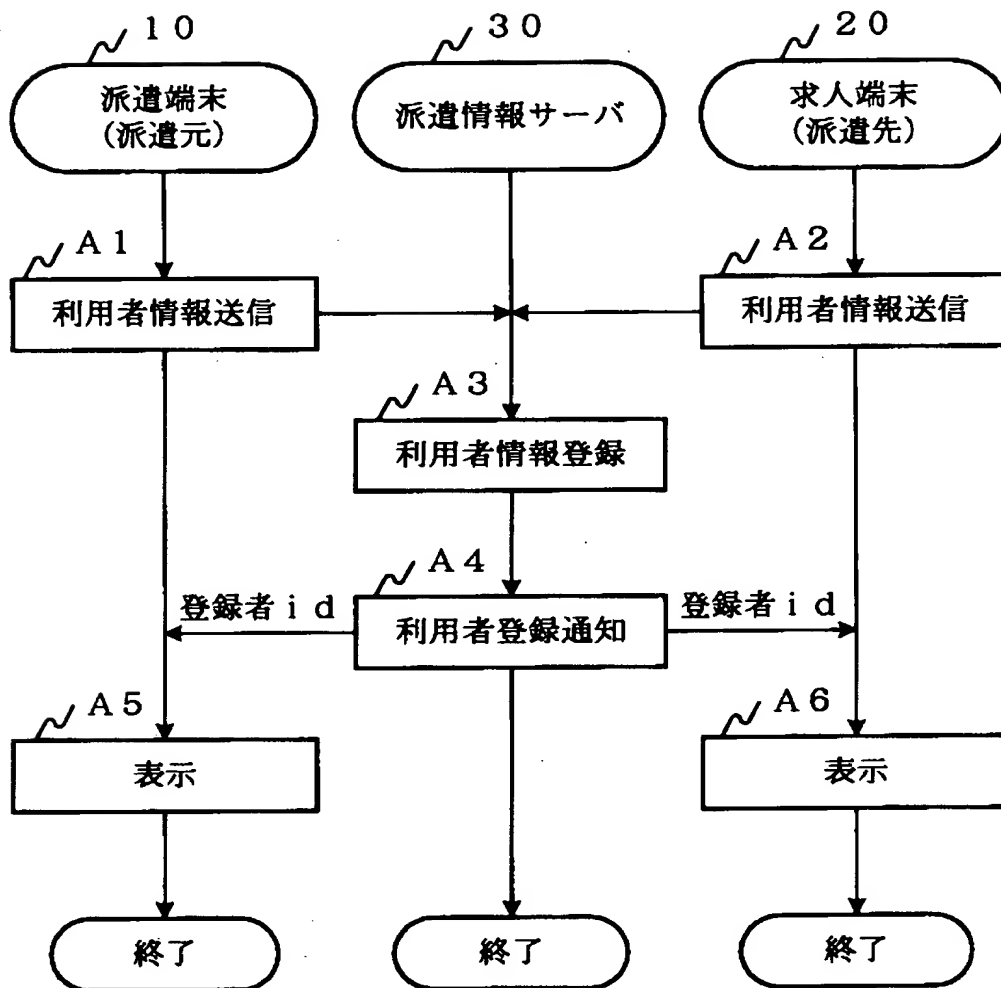 １０
３０
２０
派遣端末
(派遣元)
派遣情報サーバ
求人端末
(派遣先)
Ａ１
Ａ２
利用者情報送信
利用者情報送信
Ａ３
利用者情報登録
Ａ４
登録者ｉｄ
利用者登録通知
登録者ｉｄ
Ａ５
Ａ６
表示
表示
終了
終了
終了